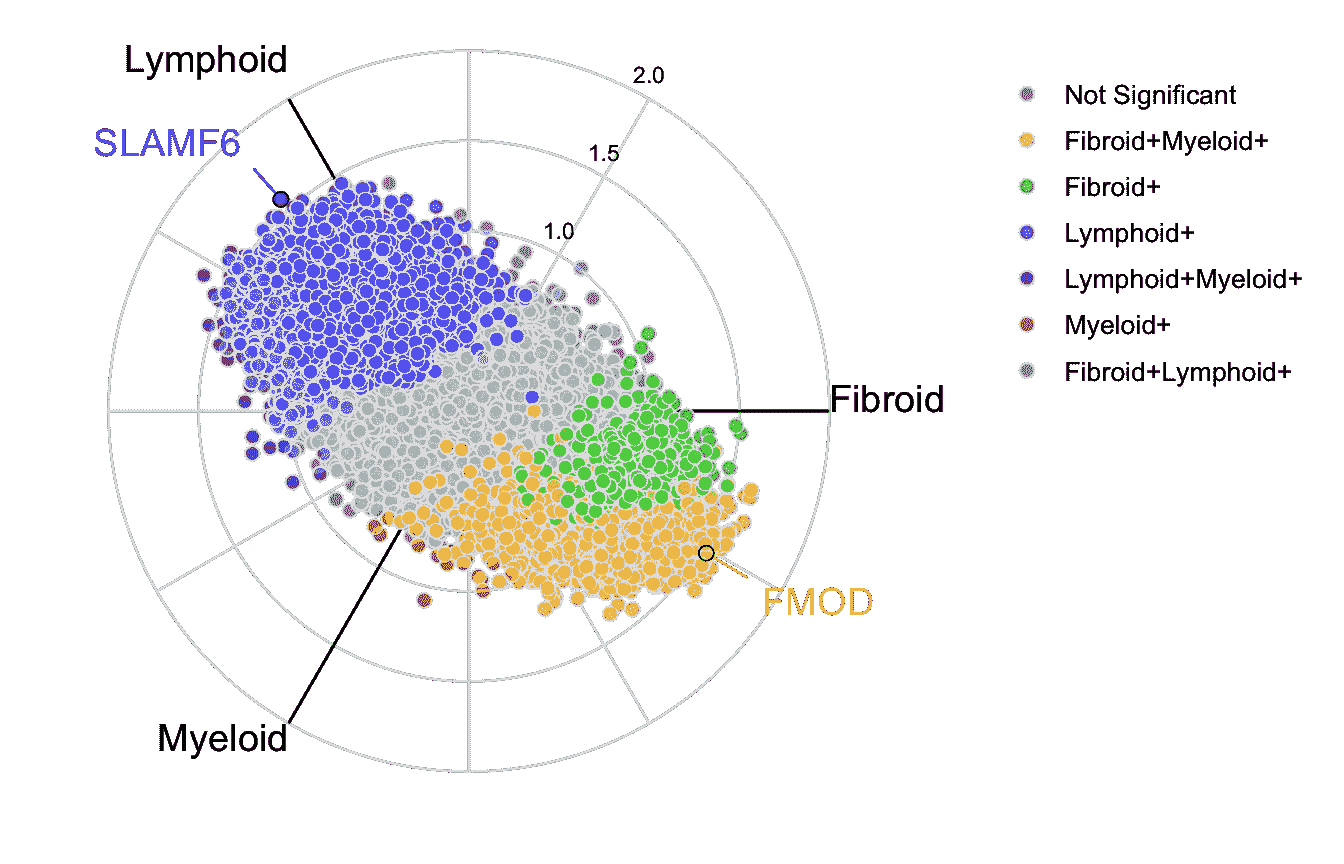 Lymphoid
SLAMF6
2.0
1.5
1.0
Fibroid
FMOD
Myeloid
Not Significant
Fibroid+Myeloid+
Fibroid+
Lymphoid+
Lymphoid+Myeloid+
Myeloid+
Fibroid+Lymphoid+